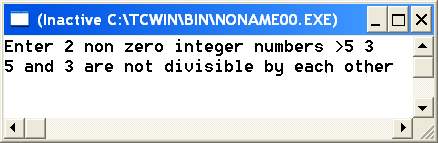 (Inactive C:\TCWIN\BIN\NONAME00.EXE)
Enter 2 non zero integer numbers >5 3
5 and 3 are not divisible by each other